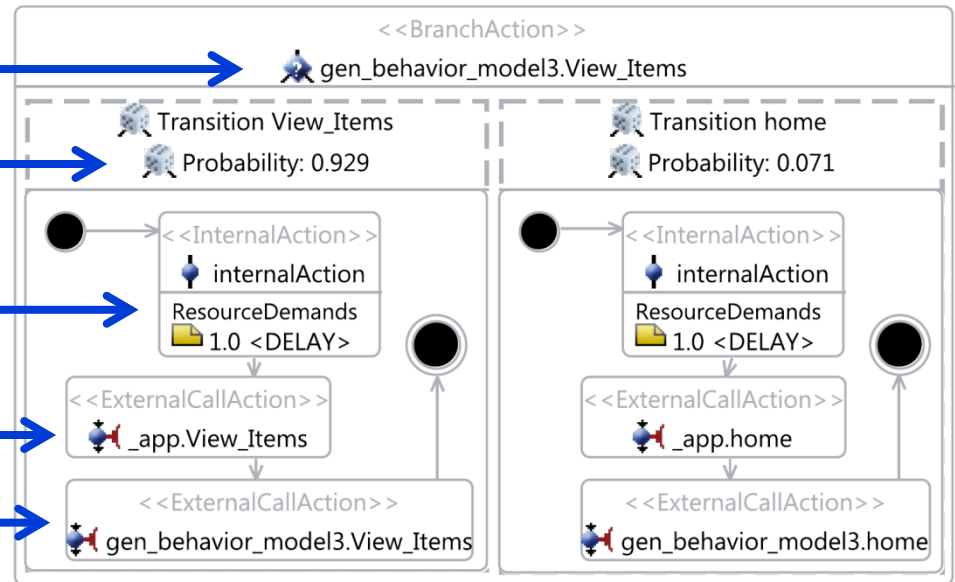 <<BranchAction>>
gen_behavior_model3.View_Items
Transition View_Items
Probability: 0.929
<<InternalAction>>
internalAction
ResourceDemands
1.0 <DELAY>
<<ExternalCallAction>>
_app.View_Items
<<ExternalCallAction>>
gen_behavior_model3.View_Items
Transition home
Probability: 0.071
<<InternalAction>>
internalAction
ResourceDemands
1.0 <DELAY>
<<ExternalCallAction>>
_app.home
<<ExternalCallAction>>
gen_behavior_model3.home